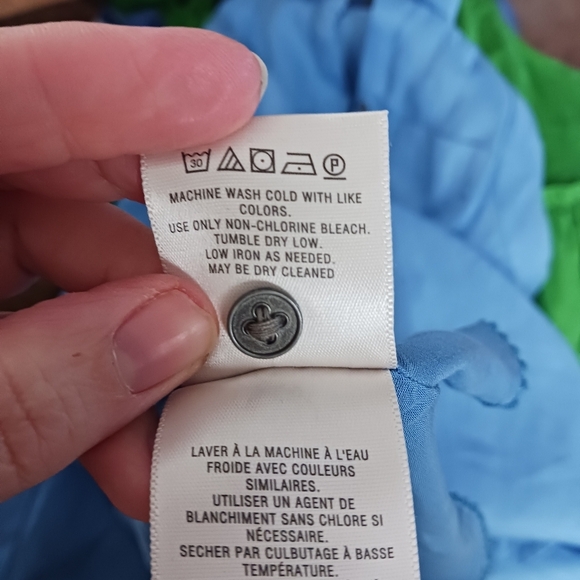 30 P
MACHINE WASH COLD WITH LIKE
COLORS.
USE ONLY NON-CHLORINE BLEACH.
TUMBLE DRY LOW.
LOW IRON AS NEEDED.
MAY BE DRY CLEANED
LAVER À LA MACHINE À L'EAU
FROIDE AVEC COULEURS
SIMILAIRES.
UTILISER UN AGENT DE
BLANCHIMENT SANS CHLORE SI
NÉCESSAIRE.
SECHER PAR CULBUTAGE À BASSE
TEMPÉRATURE.